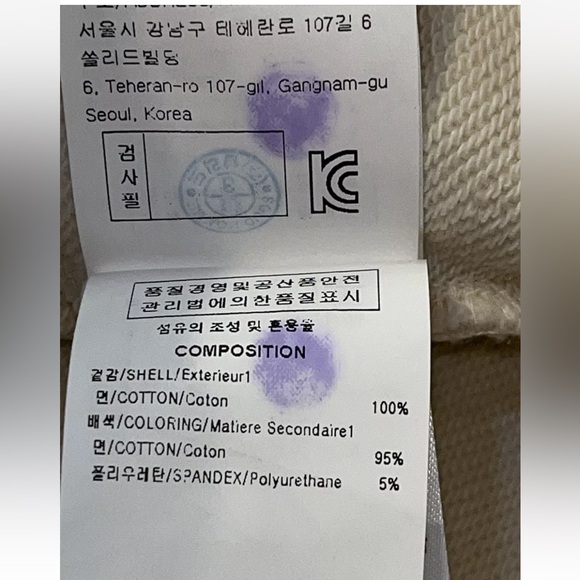 서울시 강남구 테헤란로 107길 6
쏠리드빌딩
6, Teheran-ro 107-gil, Gangnam-gu
Seoul, Korea
검사필
KC
품질경영및공산품안전
관리법에의한품질표시
섬유의 조성 및 혼용율
COMPOSITION
겉감/SHELL/Exterieur1
면/COTTON/Coton 100%
배색/COLORING/Matiere Secondaire1
면/COTTON/Coton 95%
폴리우레탄/SPANDEX/Polyurethane 5%